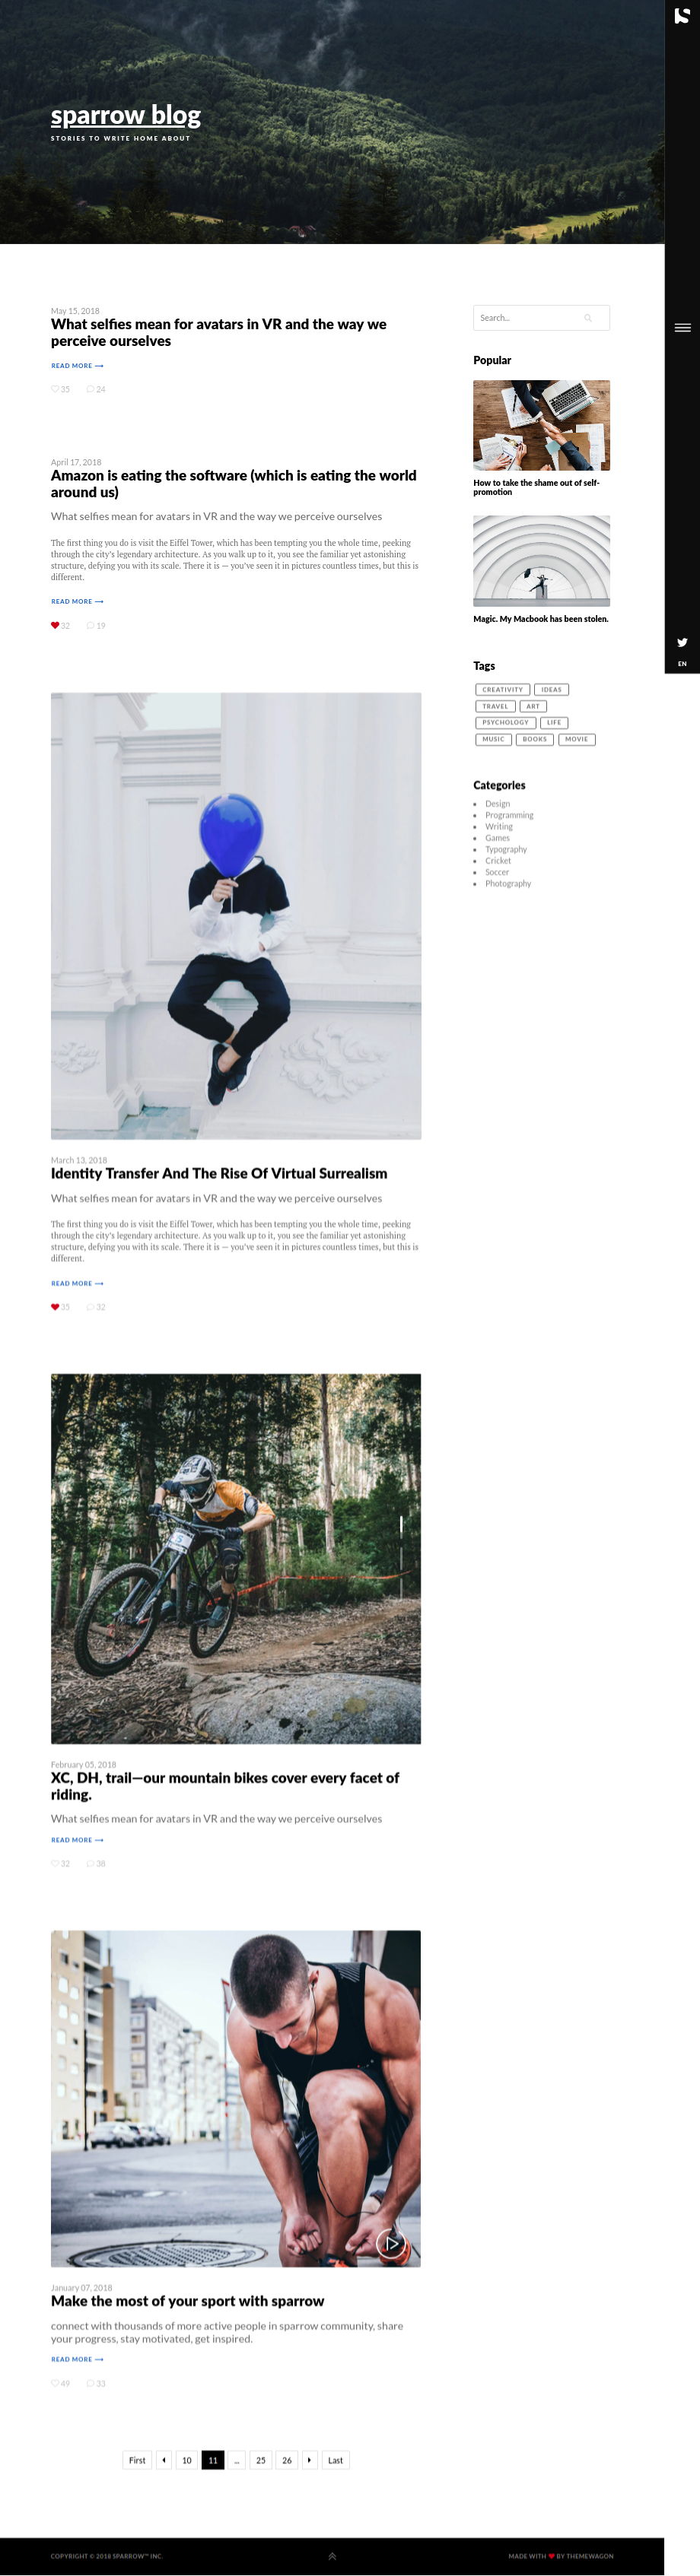 sparrow blog
STORIES TO WRITE HOME ABOUT
May 15, 2018
What selfies mean for avatars in VR and the way we
perceive ourselves
READ MORE ⟶
35 24
April 17, 2018
Amazon is eating the software (which is eating the world
around us)
What selfies mean for avatars in VR and the way we perceive ourselves
The first thing you do is visit the Eiffel Tower, which has been tempting you the whole time, peeking
through the city's legendary architecture. As you walk up to it, you see the familiar yet astonishing
structure, defying you with its scale. There it is — you've seen it in pictures countless times, but this is
different.
READ MORE ⟶
32 19
March 13, 2018
Identity Transfer And The Rise Of Virtual Surrealism
What selfies mean for avatars in VR and the way we perceive ourselves
The first thing you do is visit the Eiffel Tower, which has been tempting you the whole time, peeking
through the city's legendary architecture. As you walk up to it, you see the familiar yet astonishing
structure, defying you with its scale. There it is — you've seen it in pictures countless times, but this is
different.
READ MORE ⟶
35 32
February 05, 2018
XC, DH, trail—our mountain bikes cover every facet of
riding.
What selfies mean for avatars in VR and the way we perceive ourselves
READ MORE ⟶
32 38
January 07, 2018
Make the most of your sport with sparrow
connect with thousands of more active people in sparrow community, share
your progress, stay motivated, get inspired.
READ MORE ⟶
49 33
First 10 11 ... 25 26 Last
Search...
Popular
How to take the shame out of self-
promotion
Magic. My Macbook has been stolen.
Tags
CREATIVITY IDEAS
TRAVEL ART
PSYCHOLOGY LIFE
MUSIC BOOKS MOVIE
Categories
Design
Programming
Writing
Games
Typography
Cricket
Soccer
Photography
EN
COPYRIGHT © 2018 SPARROW™ INC.
MADE WITH ❤ BY THEMEWAGON